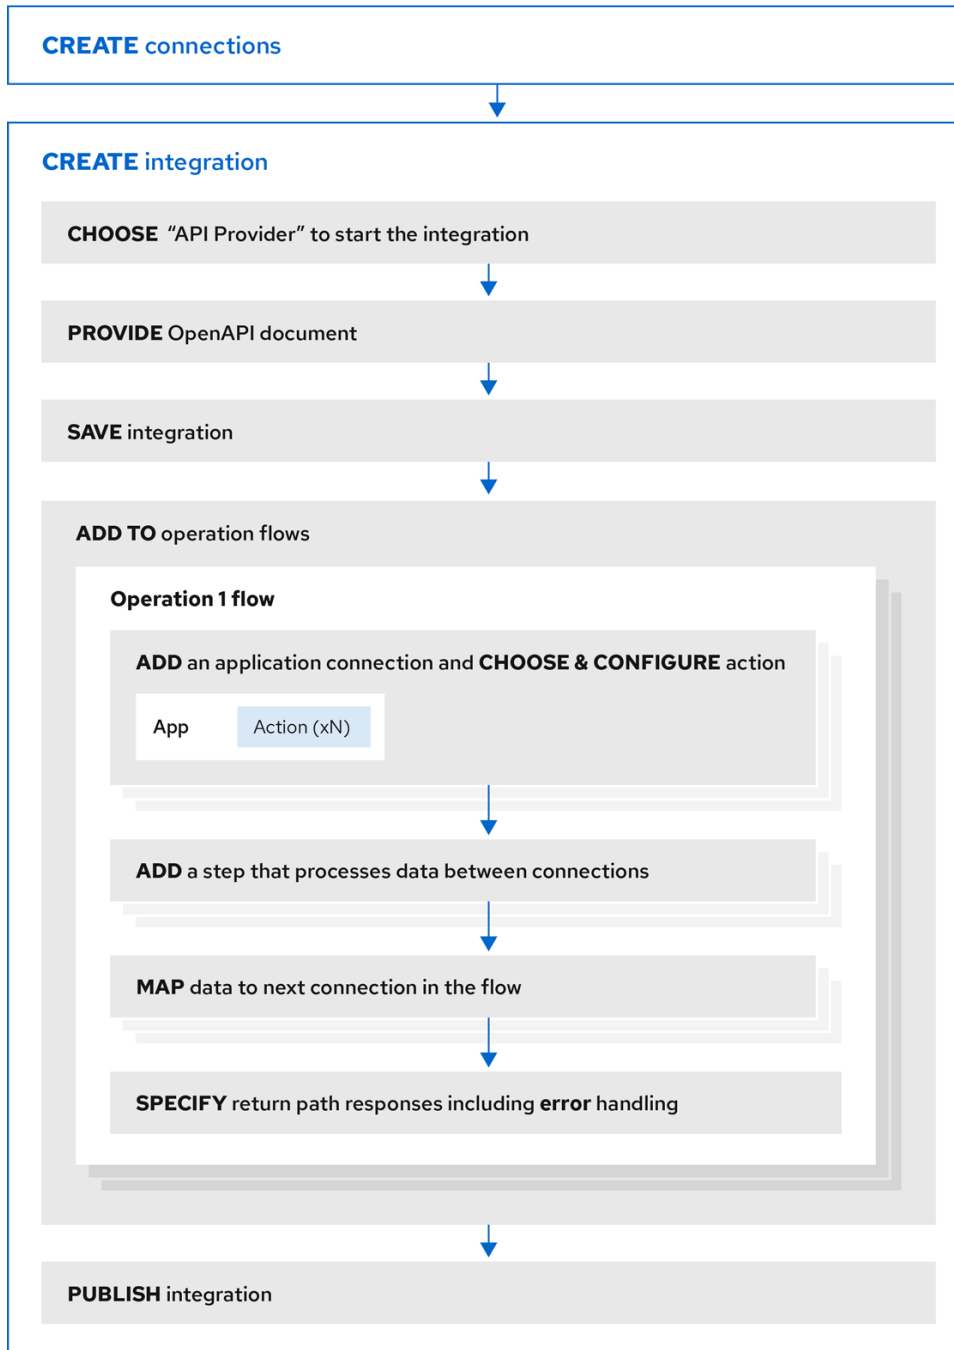 CREATE connections
CREATE integration
CHOOSE “API Provider” to start the integration
PROVIDE OpenAPI document
SAVE integration
ADD TO operation flows
Operation 1 flow
ADD an application connection and CHOOSE & CONFIGURE action
App Action (xN)
ADD a step that processes data between connections
MAP data to next connection in the flow
SPECIFY return path responses including error handling
PUBLISH integration